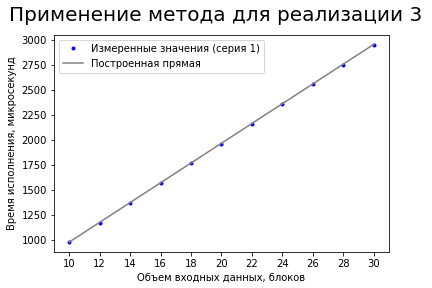 Применение метода для реализации 3
Измеренные значения (серия 1)
Построенная прямая
Время исполнения, микросекунд
3000
2750
2500
2250
2000
1750
1500
1250
1000
10 12 14 16 18 20 22 24 26 28 30
Объем входных данных, блоков